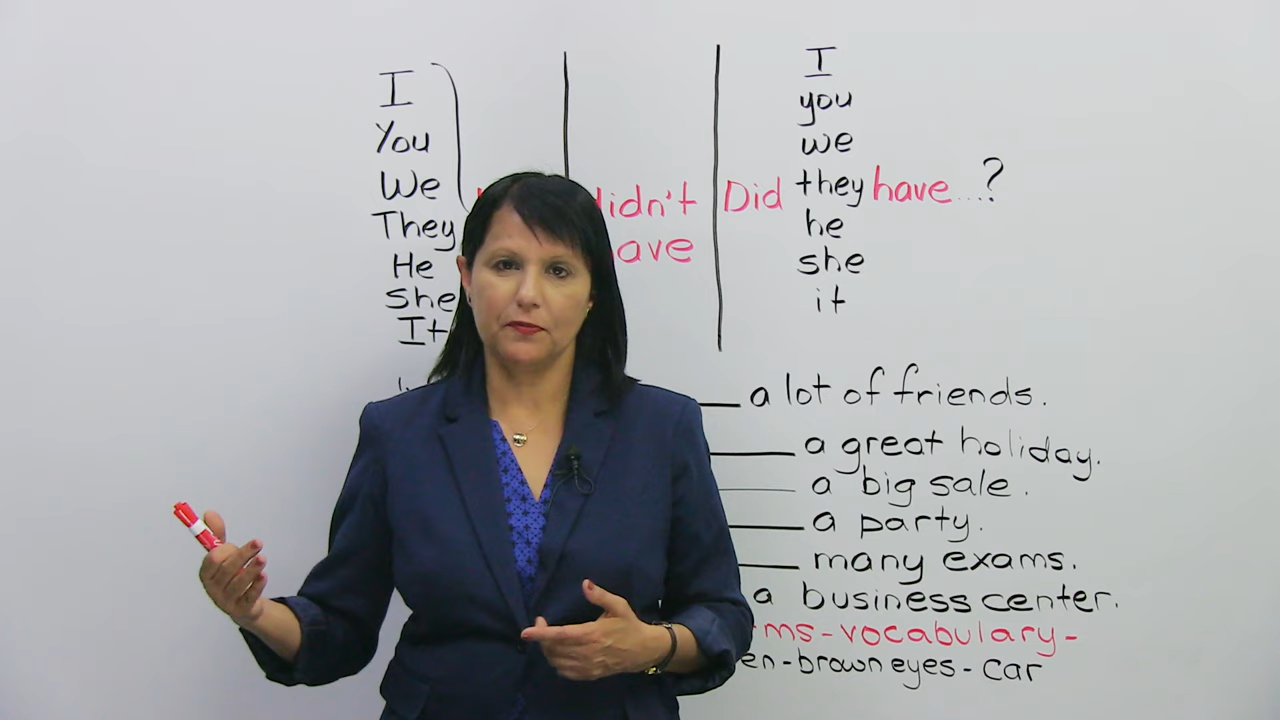 I
You
We
They
He
She
It
didn't
have
Did
I
you
we
they
he
she
it
have...?
a lot of friends.
a great holiday.
a big sale.
a party.
many exams.
a business center.
-vocabulary-
-brown eyes-car